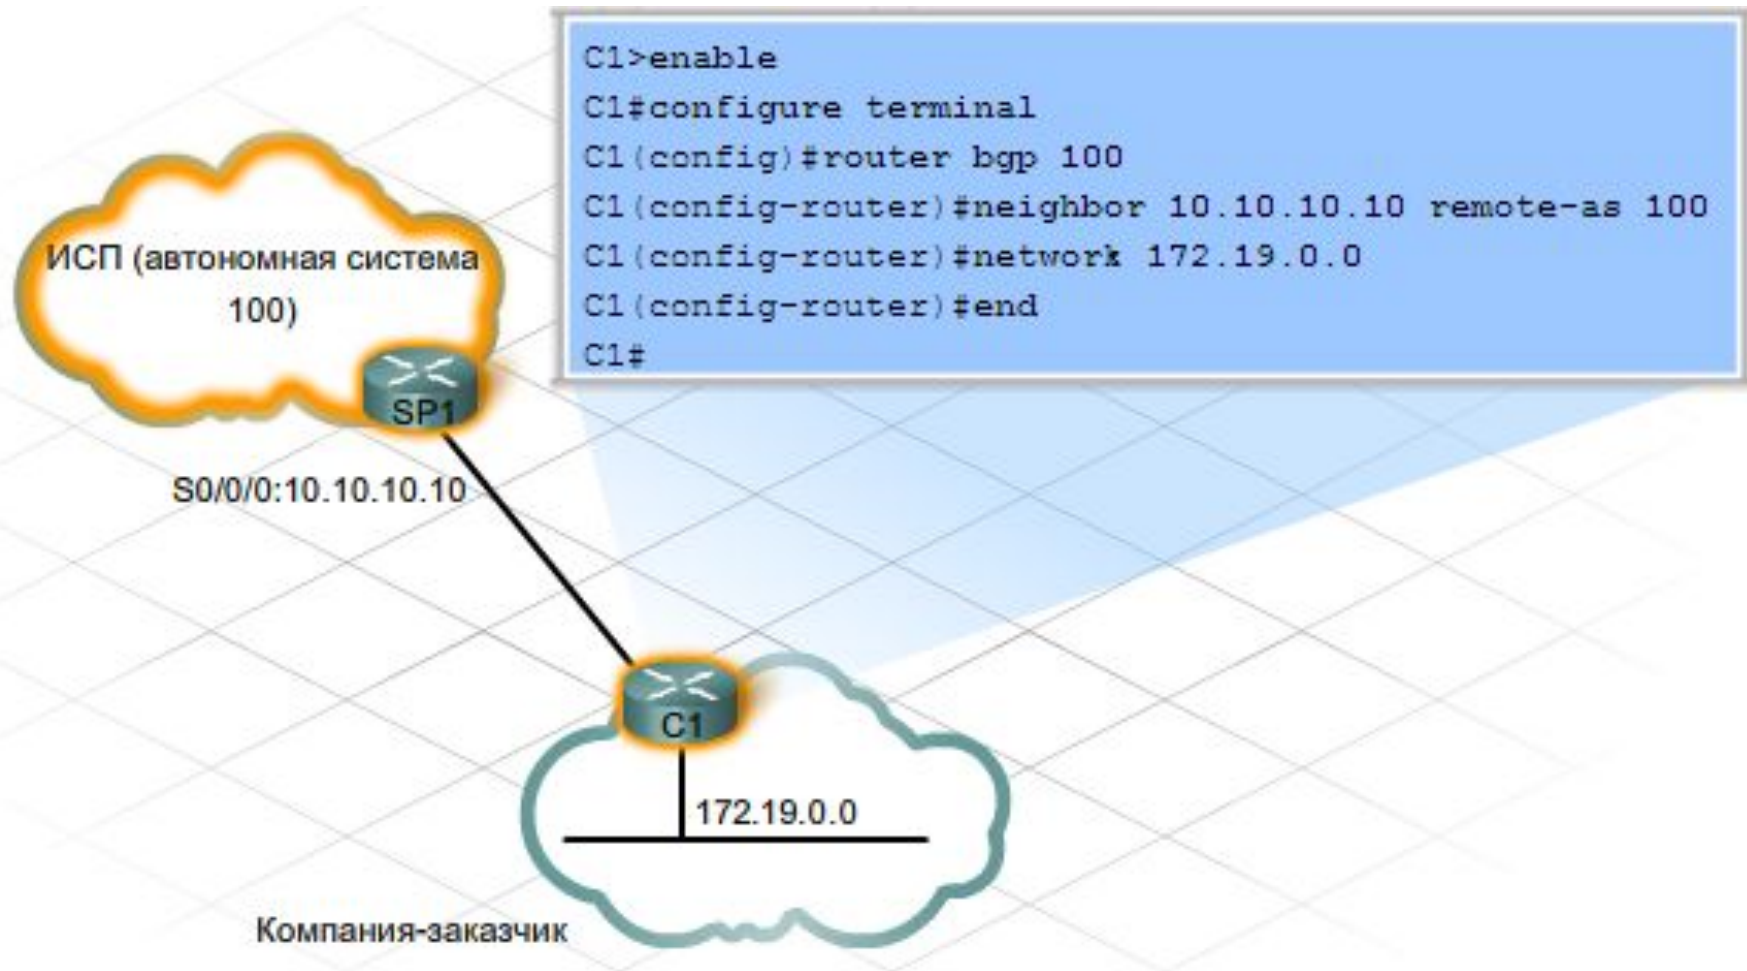 C1>enable
C1#configure terminal
C1(config)#router bgp 100
C1(config-router)#neighbor 10.10.10.10 remote-as 100
C1(config-router)#network 172.19.0.0
C1(config-router)#end
C1#
ИСП (автономная система
100)
SP1
S0/0/0:10.10.10.10
C1
172.19.0.0
Компания-заказчик